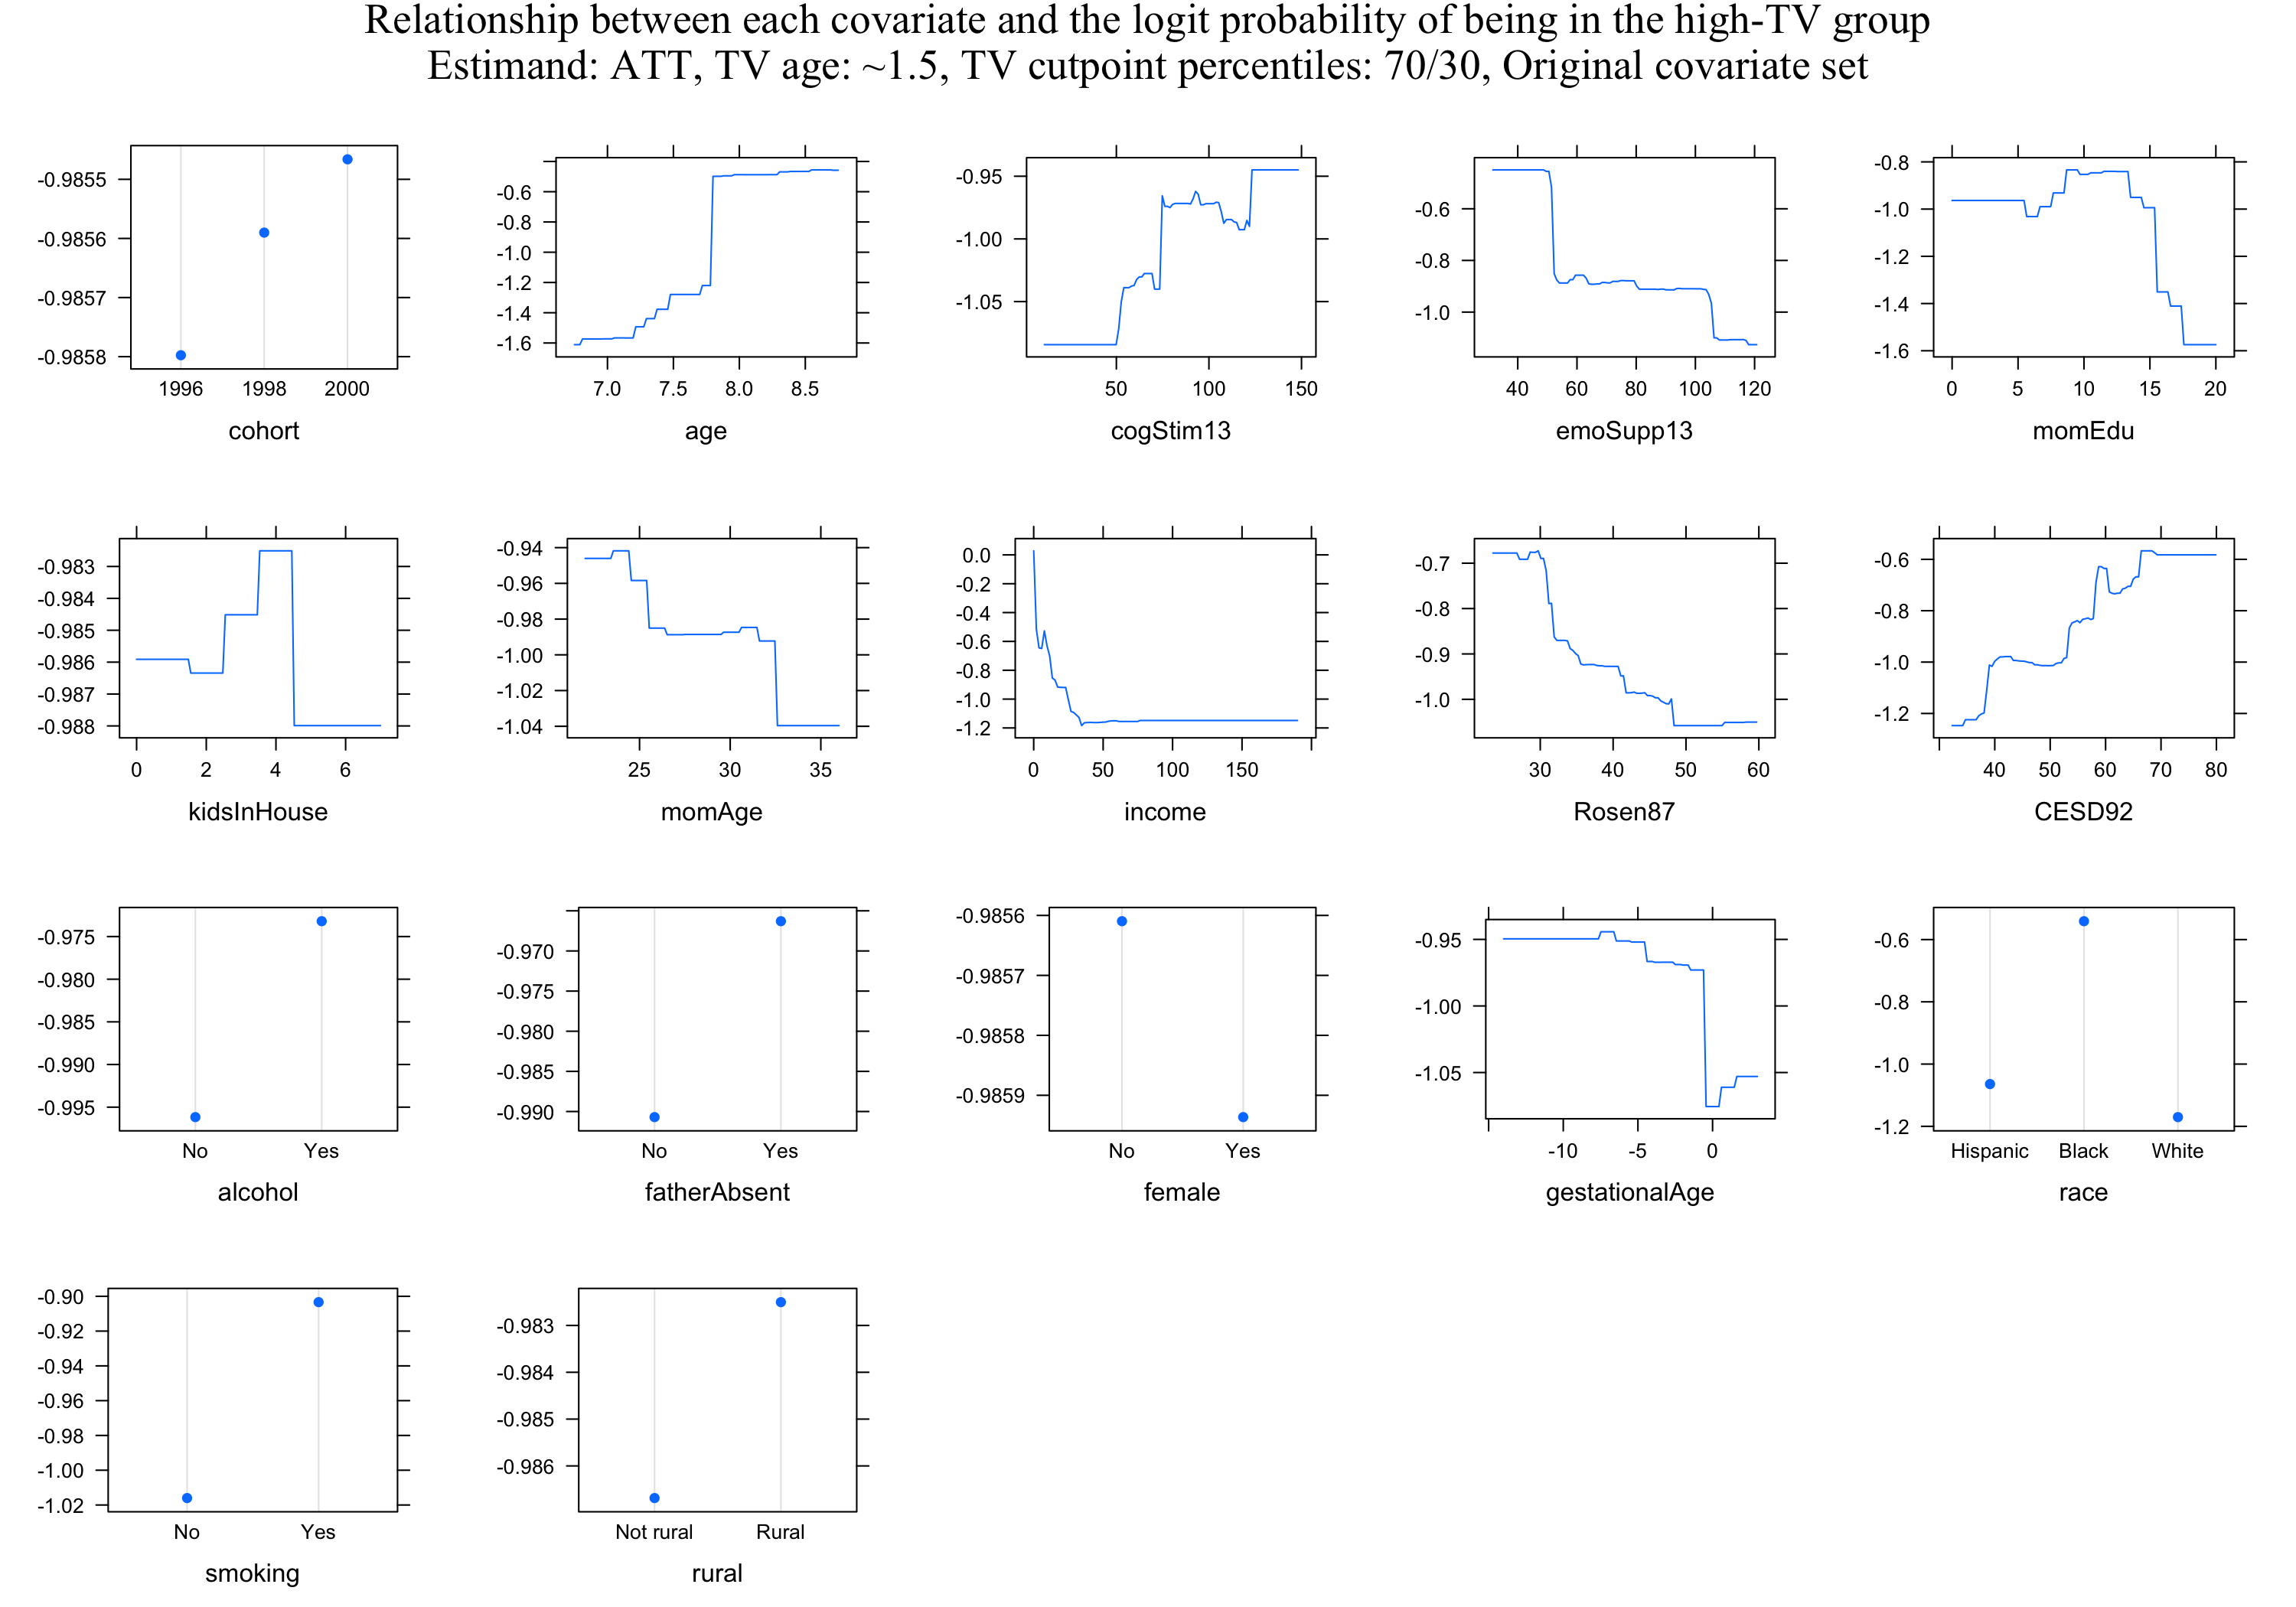 Relationship between each covariate and the logit probability of being in the high-TV group
Estimand: ATT, TV age: ~1.5, TV cutpoint percentiles: 70/30, Original covariate set
-0.9855
-0.9856
-0.9857
-0.9858
1996 1998 2000
cohort
-0.6
-0.8
-1.0
-1.2
-1.4
-1.6
7.0 7.5 8.0 8.5
age
-0.95
-1.00
-1.05
50 100 150
cogStim13
-0.6
-0.8
-1.0
40 60 80 100 120
emoSupp13
-0.8
-1.0
-1.2
-1.4
-1.6
0 5 10 15 20
momEdu
-0.983
-0.984
-0.985
-0.986
-0.987
-0.988
0 2 4 6
kidsInHouse
-0.94
-0.96
-0.98
-1.00
-1.02
-1.04
25 30 35
momAge
0.0
-0.2
-0.4
-0.6
-0.8
-1.0
-1.2
0 50 100 150
income
-0.7
-0.8
-0.9
-1.0
30 40 50 60
Rosen87
-0.6
-0.8
-1.0
-1.2
40 50 60 70 80
CESD92
-0.975
-0.980
-0.985
-0.990
-0.995
No Yes
alcohol
-0.970
-0.975
-0.980
-0.985
-0.990
No Yes
fatherAbsent
-0.9856
-0.9857
-0.9858
-0.9859
No Yes
female
-0.95
-1.00
-1.05
-10 -5 0
gestationalAge
-0.6
-0.8
-1.0
-1.2
Hispanic Black White
race
-0.90
-0.92
-0.94
-0.96
-0.98
-1.00
-1.02
No Yes
smoking
-0.983
-0.984
-0.985
-0.986
Not rural Rural
rural